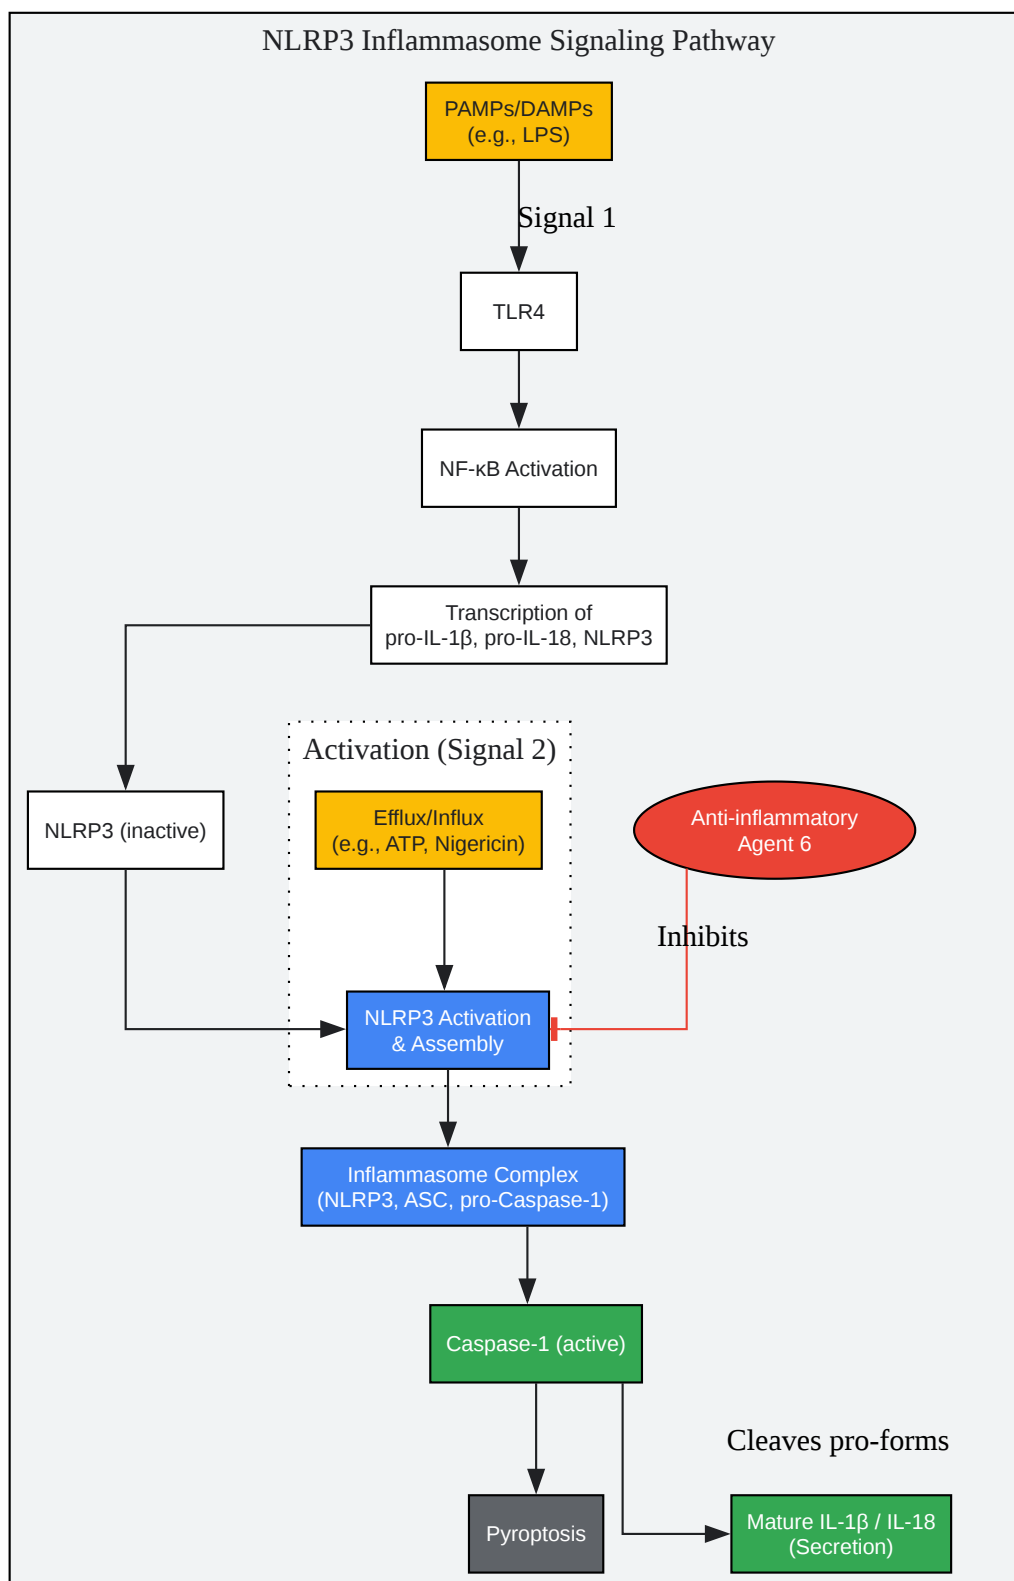 NLRP3 Inflammasome Signaling Pathway
PAMPs/DAMPs
(e.g., LPS)
Signal 1
TLR4
NF-κB Activation
Transcription of
pro-IL-1β, pro-IL-18, NLRP3
Activation (Signal 2)
NLRP3 (inactive)
Efflux/Influx
(e.g., ATP, Nigericin)
Anti-inflammatory
Agent 6
Inhibits
NLRP3 Activation
& Assembly
Inflammasome Complex
(NLRP3, ASC, pro-Caspase-1)
Caspase-1 (active)
Cleaves pro-forms
Pyroptosis
Mature IL-1β / IL-18
(Secretion)